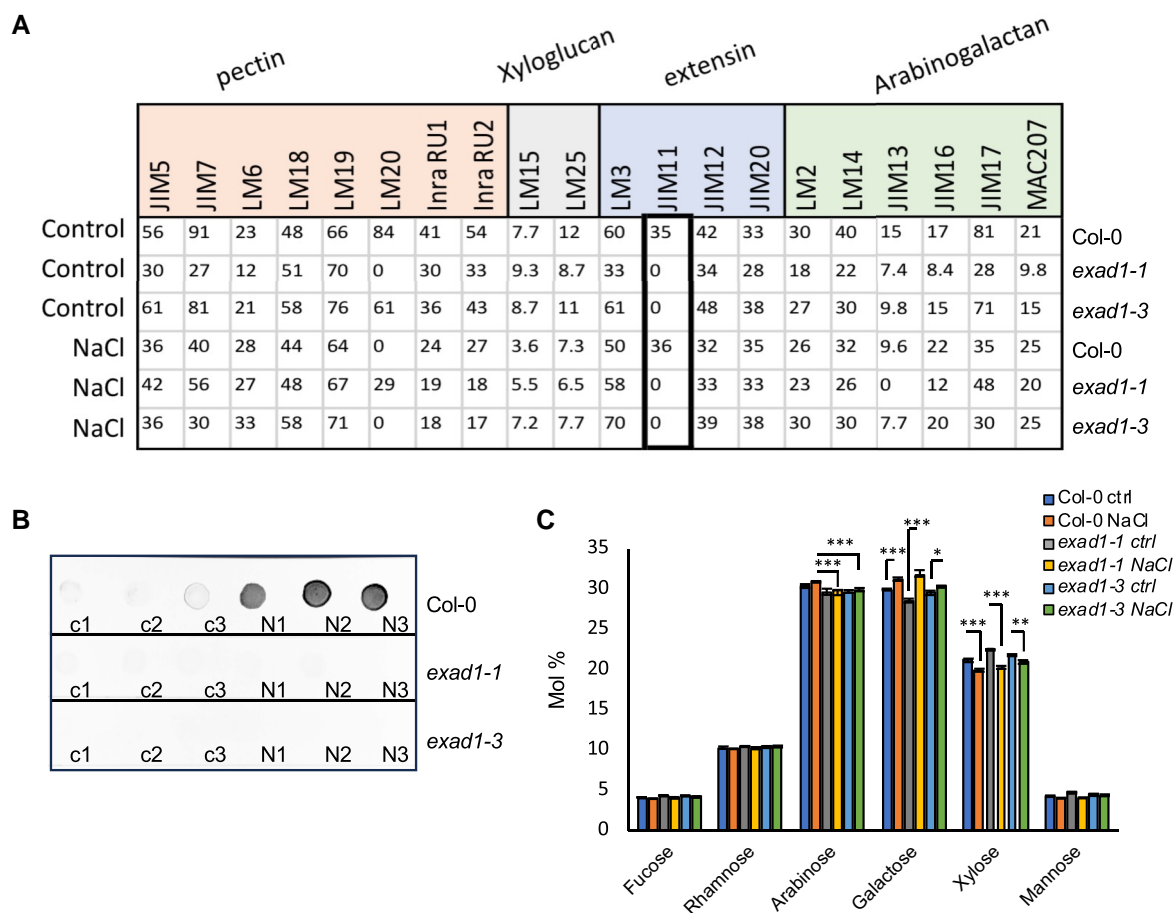 A
pectin Xyloglucan extensin Arabinogalactan
JIM5 JIM7 LM6 LM18 LM19 LM20 Inra RU1 Inra RU2 LM15 LM25 LM3 JIM11 JIM12 JIM20 LM2 LM14 JIM13 JIM16 JIM17 MAC207
Control 56 91 23 48 66 84 41 54 7.7 12 60 35 42 33 30 40 15 17 81 21 Col-0
Control 30 27 12 51 70 0 30 33 9.3 8.7 33 0 34 28 18 22 7.4 8.4 28 9.8 exad1-1
Control 61 81 21 58 76 61 36 43 8.7 11 61 0 48 38 27 30 9.8 15 71 15 exad1-3
NaCl 36 40 28 44 64 0 24 27 3.6 7.3 50 36 32 35 26 32 9.6 22 35 25 Col-0
NaCl 42 56 27 48 67 29 19 18 5.5 6.5 58 0 33 33 23 26 0 12 48 20 exad1-1
NaCl 36 30 33 58 71 0 18 17 7.2 7.7 70 0 39 38 30 30 7.7 20 30 25 exad1-3
B
Col-0
c1 c2 c3 N1 N2 N3
exad1-1
c1 c2 c3 N1 N2 N3
exad1-3
c1 c2 c3 N1 N2 N3
C
Col-0 ctrl
Col-0 NaCl
exad1-1 ctrl
exad1-1 NaCl
exad1-3 ctrl
exad1-3 NaCl
Mol %
35
30
25
20
15
10
5
0
*** *** *** *** * *** *** **
Fucose Rhamnose Arabinose Galactose Xylose Mannose